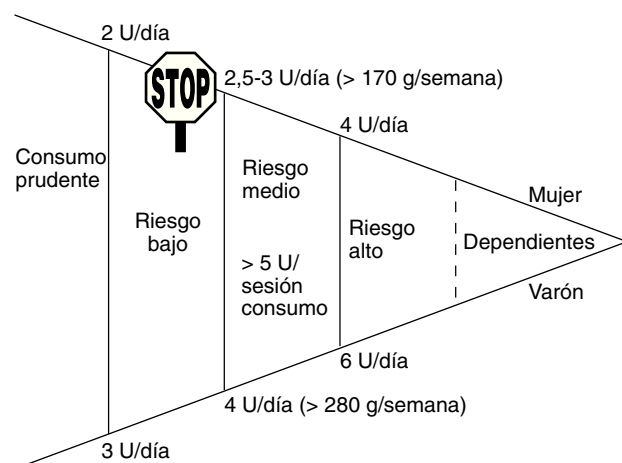 2 U/día
STOP
2,5-3 U/día (> 170 g/semana)
4 U/día
Consumo
prudente
Riesgo
bajo
Riesgo
medio
> 5 U/
sesión
consumo
Riesgo
alto
Mujer
Dependientes
Varón
6 U/día
4 U/día (> 280 g/semana)
3 U/día